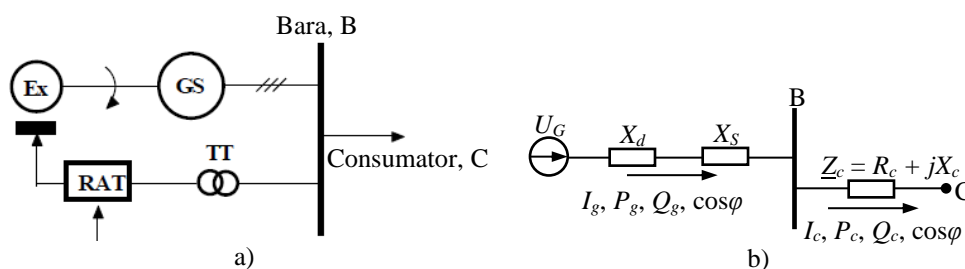 Bara, B
Ex
GS
TT
RAT
Consumator, C
a)
B
U_G
X_d
X_S
Z_c = R_c + jX_c
C
I_g, P_g, Q_g, cosφ
I_c, P_c, Q_c, cosφ
b)